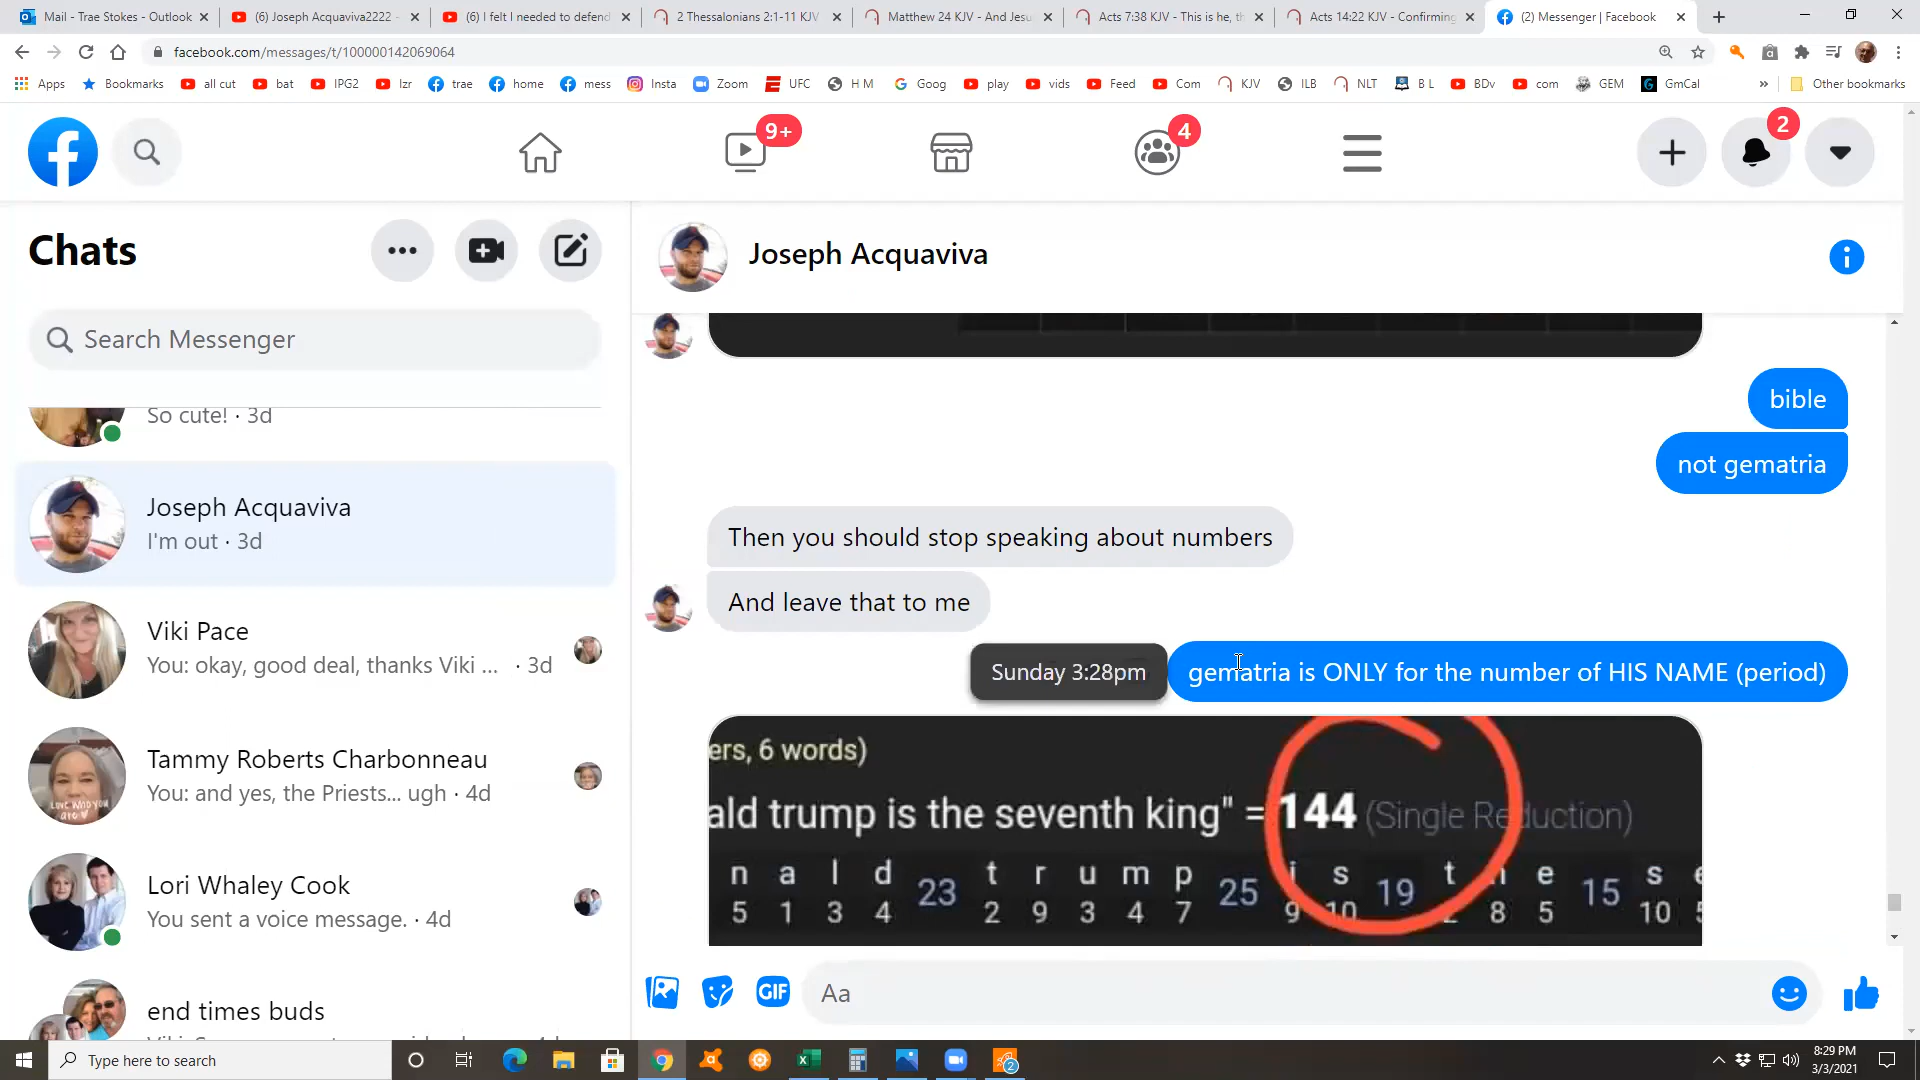 Mail - Trae Stokes - Outlook
(6) Joseph Acquaviva2222 -
(6) I felt I needed to defend
2 Thessalonians 2:1-11 KJV
Matthew 24 KJV - And Jesu
Acts 7:38 KJV - This is he, th
Acts 14:22 KJV - Confirming
(2) Messenger | Facebook
facebook.com/messages/t/100000142069064
Apps
Bookmarks
all cut
bat
IPG2
lzr
trae
home
mess
Insta
Zoom
UFC
H M
Goog
play
vids
Feed
Com
KJV
ILB
NLT
B L
BDv
com
GEM
GmCal
»
Other bookmarks
9+
4
2
Chats
Search Messenger
So cute! · 3d
Joseph Acquaviva
I'm out · 3d
Viki Pace
You: okay, good deal, thanks Viki ... · 3d
Tammy Roberts Charbonneau
You: and yes, the Priests... ugh · 4d
Lori Whaley Cook
You sent a voice message. · 4d
end times buds
Joseph Acquaviva
bible
not gematria
Then you should stop speaking about numbers
And leave that to me
Sunday 3:28pm
gematria is ONLY for the number of HIS NAME (period)
ers, 6 words)
ald trump is the seventh king" = 144 (Single Reduction)
n a l d t r u m p i s t h e s e
5 1 3 4 23 2 9 3 4 7 25 9 10 19 2 8 5 15 10 5
GIF
Aa
Type here to search
2
8:29 PM
3/3/2021